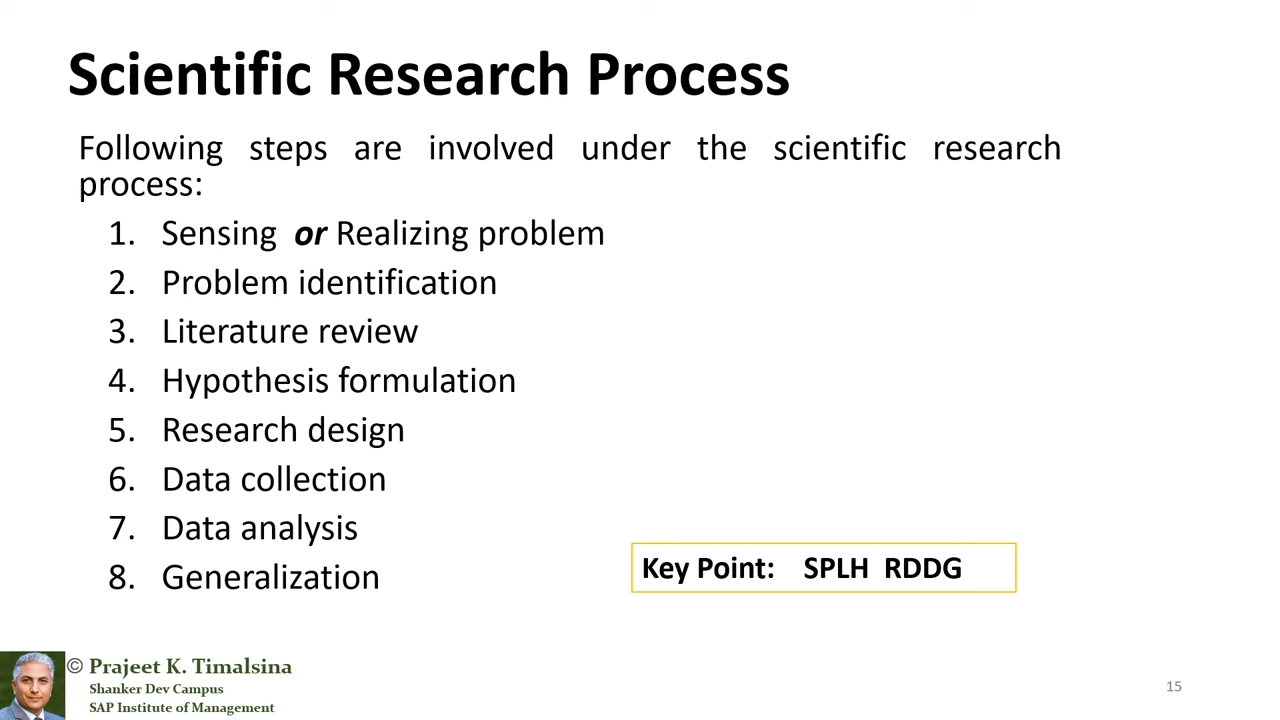 Scientific Research Process
Following steps are involved under the scientific research
process:
1. Sensing or Realizing problem
2. Problem identification
3. Literature review
4. Hypothesis formulation
5. Research design
6. Data collection
7. Data analysis
8. Generalization
Key Point: SPLH RDDG
© Prajeet K. Timalsina
Shanker Dev Campus
SAP Institute of Management
15